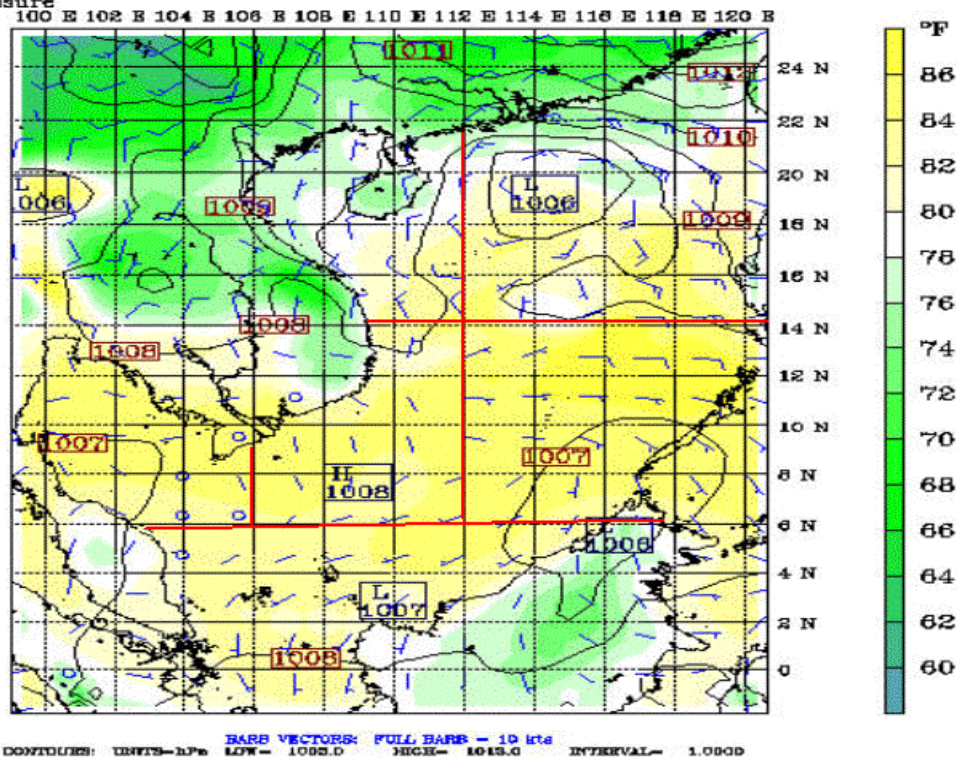 100 E 102 E 104 E 106 E 108 E 110 E 112 E 114 E 116 E 118 E 120 E
°F
1011
24 N
1012
86
22 N
1010
84
20 N
L
1006
L
1006
82
1009
18 N
1009
80
16 N
78
1008
14 N
76
1008
12 N
74
10 N
72
1007
1007
70
H
1008
8 N
68
6 N
66
4 N
64
L
1007
2 N
62
1008
0
60
BARB VECTORS: FULL BARB = 10 kts
CONTOURS: UNITS=hPa LOW= HIGH= 1013.0 INTERVAL= 1.0000